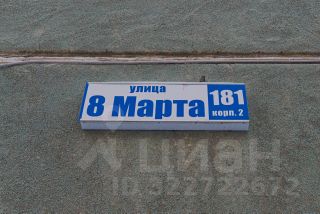 улица
8 Марта
181
корп. 2
ЦИАН
ID 322722672